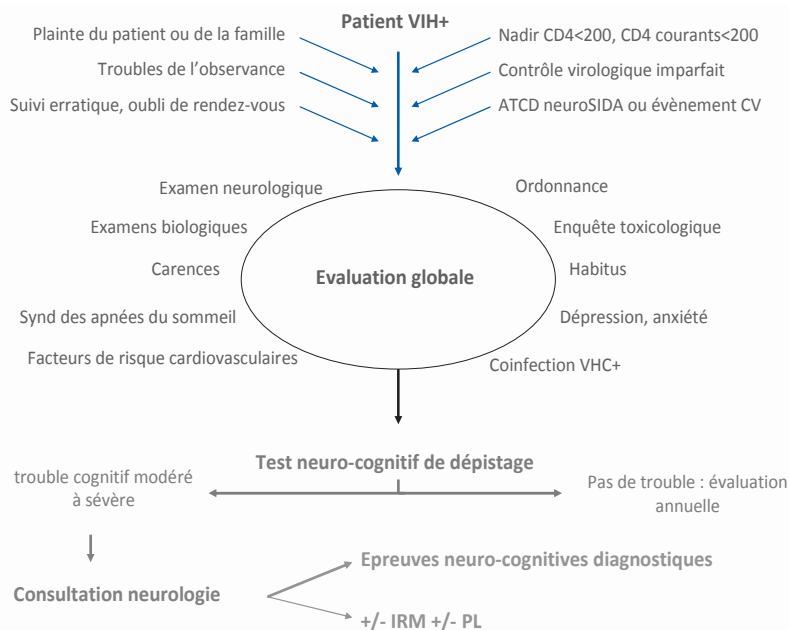 Patient VIH+
Plainte du patient ou de la famille
Nadir CD4<200, CD4 courants<200
Troubles de l'observance
Contrôle virologique imparfait
Suivi erratique, oubli de rendez-vous
ATCD neuroSIDA ou évènement CV
Examen neurologique
Ordonnance
Examens biologiques
Enquête toxicologique
Carences
Evaluation globale
Habitus
Synd des apnées du sommeil
Dépression, anxiété
Facteurs de risque cardiovasculaires
Coinfection VHC+
Test neuro-cognitif de dépistage
trouble cognitif modéré
à sévère
Pas de trouble : évaluation
annuelle
Epreuves neuro-cognitives diagnostiques
Consultation neurologie
+/- IRM +/- PL